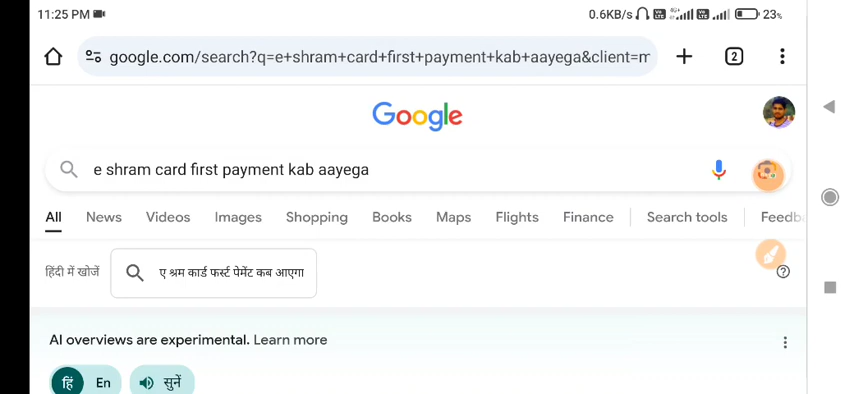 11:25 PM 0.6KB/s 4G+ 23%
google.com/search?q=e+shram+card+first+payment+kab+aayega&client=m 2
Google
e shram card first payment kab aayega
All News Videos Images Shopping Books Maps Flights Finance Search tools Feedba
हिंदी में खोजें ए श्रम कार्ड फर्स्ट पेमेंट कब आएगा
AI overviews are experimental. Learn more
हिं En सुनें